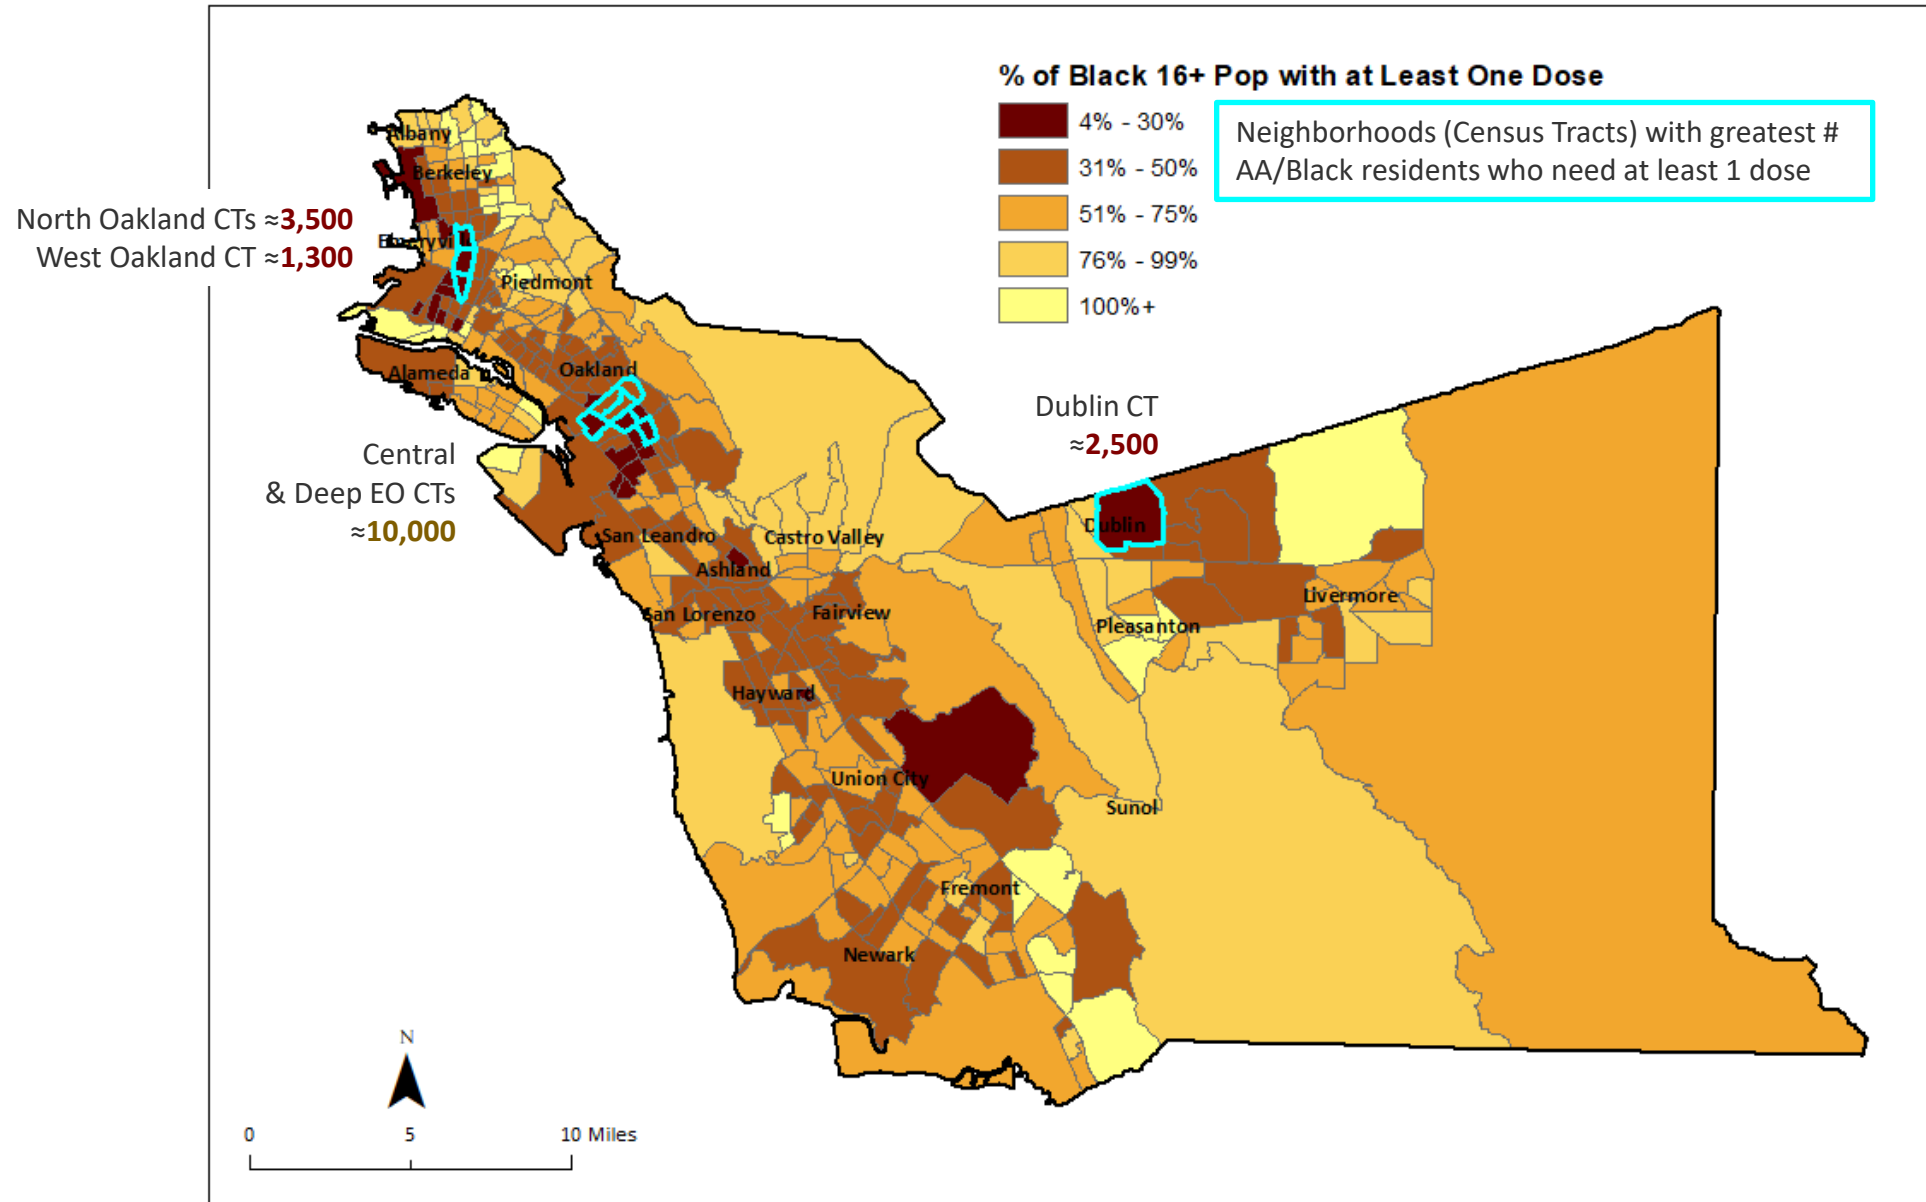 % of Black 16+ Pop with at Least One Dose
4% - 30%
31% - 50%
51% - 75%
76% - 99%
100%+
Neighborhoods (Census Tracts) with greatest #
AA/Black residents who need at least 1 dose
North Oakland CTs ≈3,500
West Oakland CT ≈1,300
Central
& Deep EO CTs
≈10,000
Dublin CT
≈2,500
Albany
Berkeley
Emeryvil
Piedmont
Oakland
Alameda
San Leandro
Castro Valley
Ashland
San Lorenzo
Fairview
Hayward
Union City
Fremont
Newark
Sunol
Dublin
Pleasanton
Livermore
N
0 5 10 Miles